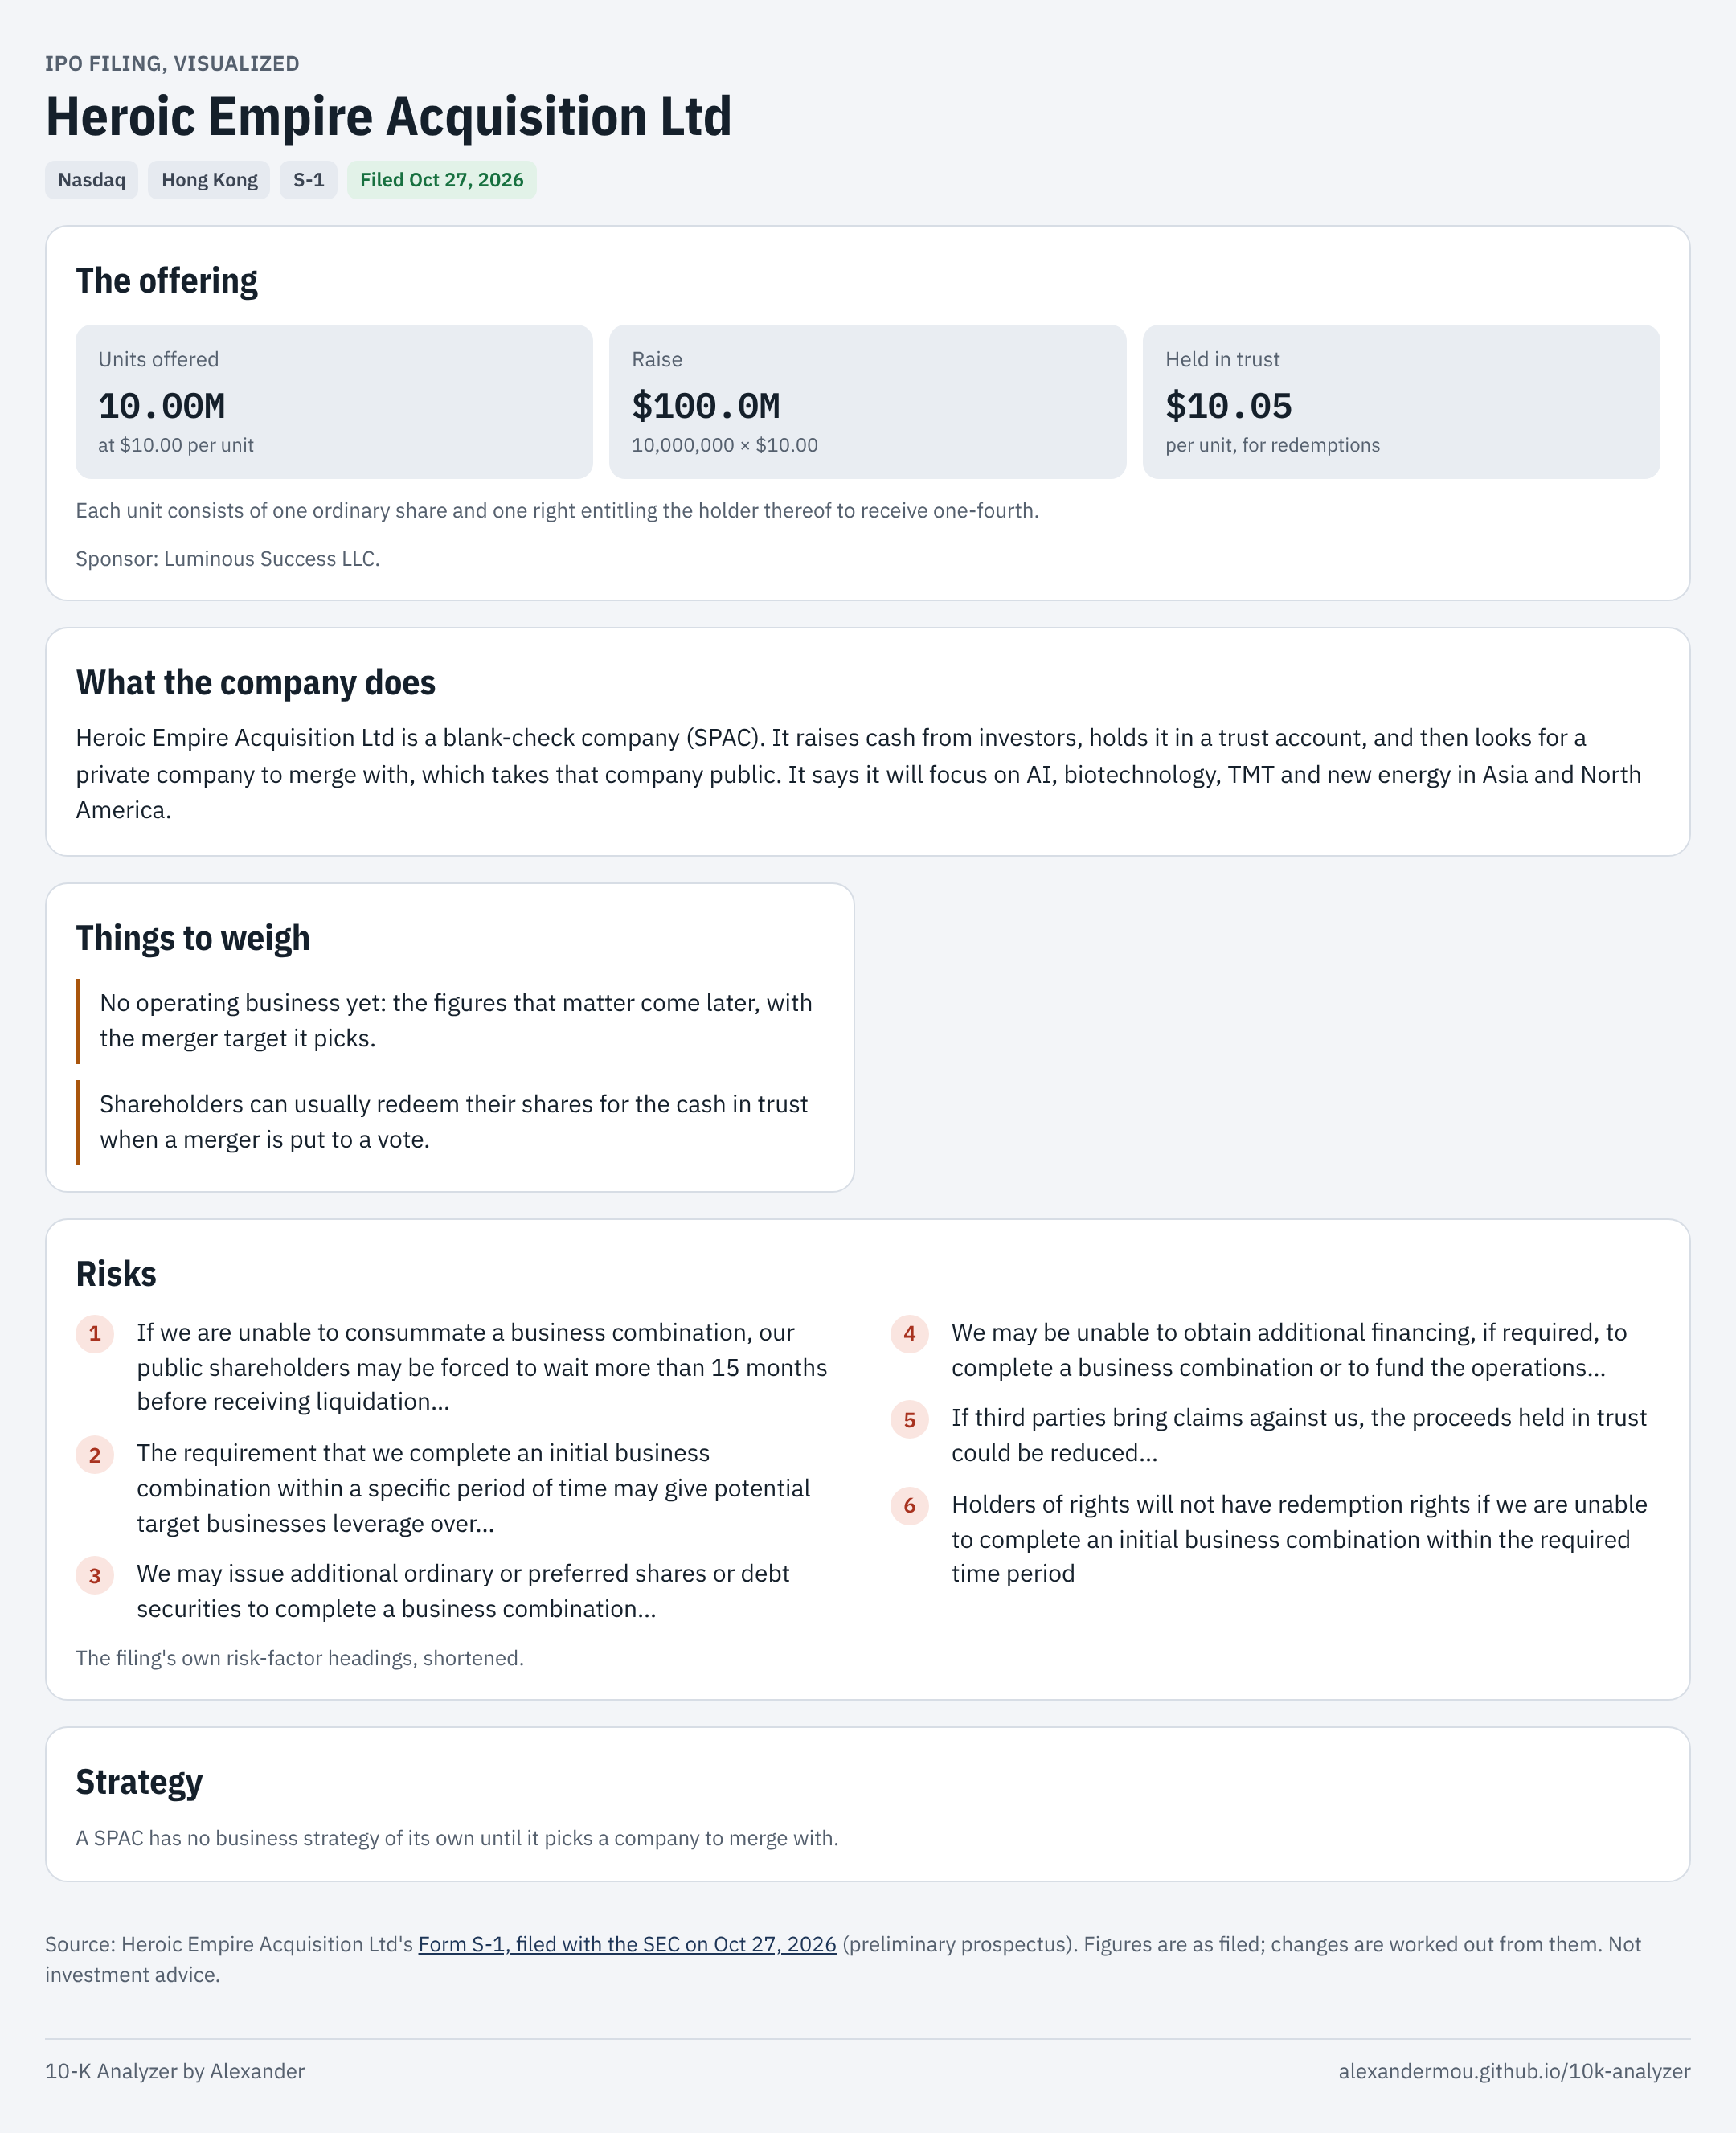 IPO FILING, VISUALIZED
Heroic Empire Acquisition Ltd
Nasdaq Hong Kong S-1 Filed Oct 27, 2026
The offering
Units offered
10.00M
at $10.00 per unit
Raise
$100.0M
10,000,000 × $10.00
Held in trust
$10.05
per unit, for redemptions
Each unit consists of one ordinary share and one right entitling the holder thereof to receive one-fourth.
Sponsor: Luminous Success LLC.
What the company does
Heroic Empire Acquisition Ltd is a blank-check company (SPAC). It raises cash from investors, holds it in a trust account, and then looks for a
private company to merge with, which takes that company public. It says it will focus on AI, biotechnology, TMT and new energy in Asia and North
America.
Things to weigh
No operating business yet: the figures that matter come later, with
the merger target it picks.
Shareholders can usually redeem their shares for the cash in trust
when a merger is put to a vote.
Risks
1 If we are unable to consummate a business combination, our
public shareholders may be forced to wait more than 15 months
before receiving liquidation...
2 The requirement that we complete an initial business
combination within a specific period of time may give potential
target businesses leverage over...
3 We may issue additional ordinary or preferred shares or debt
securities to complete a business combination...
4 We may be unable to obtain additional financing, if required, to
complete a business combination or to fund the operations...
5 If third parties bring claims against us, the proceeds held in trust
could be reduced...
6 Holders of rights will not have redemption rights if we are unable
to complete an initial business combination within the required
time period
The filing's own risk-factor headings, shortened.
Strategy
A SPAC has no business strategy of its own until it picks a company to merge with.
Source: Heroic Empire Acquisition Ltd's Form S-1, filed with the SEC on Oct 27, 2026 (preliminary prospectus). Figures are as filed; changes are worked out from them. Not
investment advice.
10-K Analyzer by Alexander
alexandermou.github.io/10k-analyzer